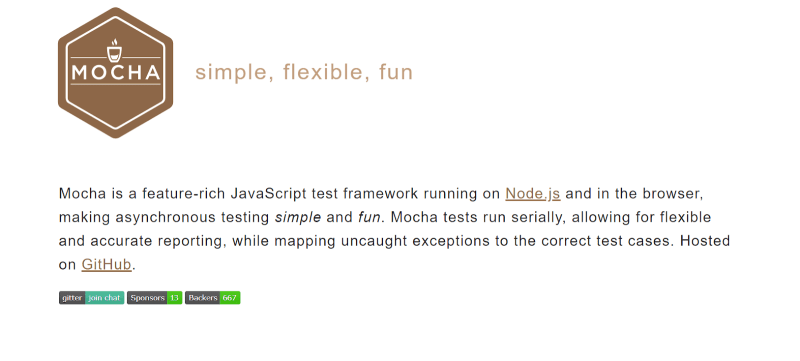 MOCHA
simple, flexible, fun
Mocha is a feature-rich JavaScript test framework running on Node.js and in the browser,
making asynchronous testing simple and fun. Mocha tests run serially, allowing for flexible
and accurate reporting, while mapping uncaught exceptions to the correct test cases. Hosted
on GitHub.
gitter join chat Sponsors 13 Backers 667